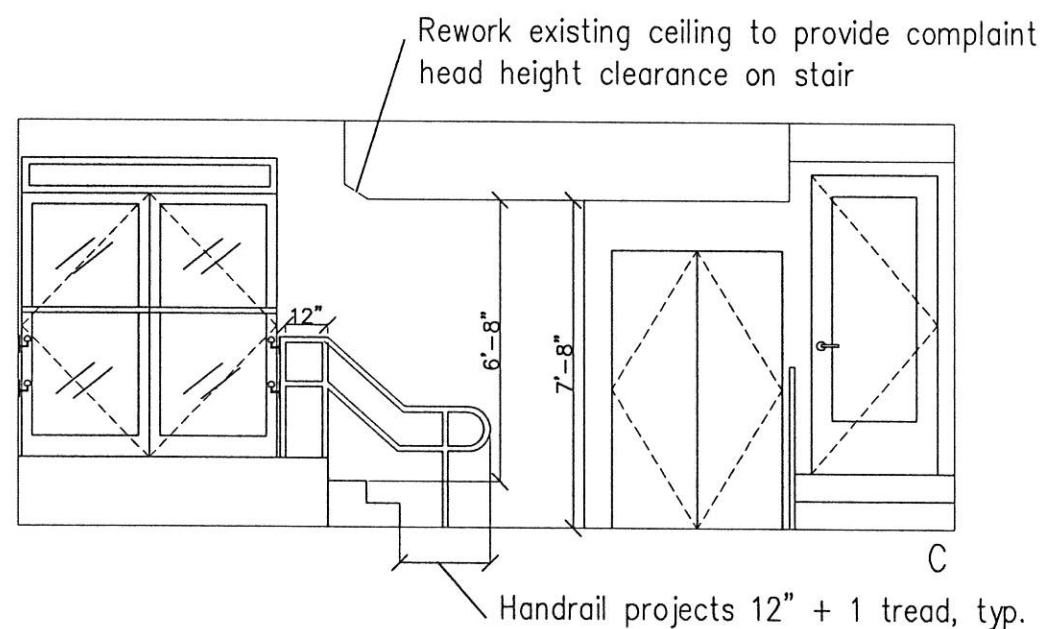 Rework existing ceiling to provide complaint
head height clearance on stair
12"
6'-8"
7'-8"
C
Handrail projects 12" + 1 tread, typ.